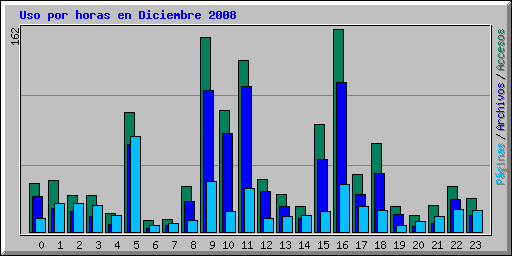 Uso por horas en Diciembre 2008
162
Páginas / Archivos / Accesos
0 1 2 3 4 5 6 7 8 9 10 11 12 13 14 15 16 17 18 19 20 21 22 23